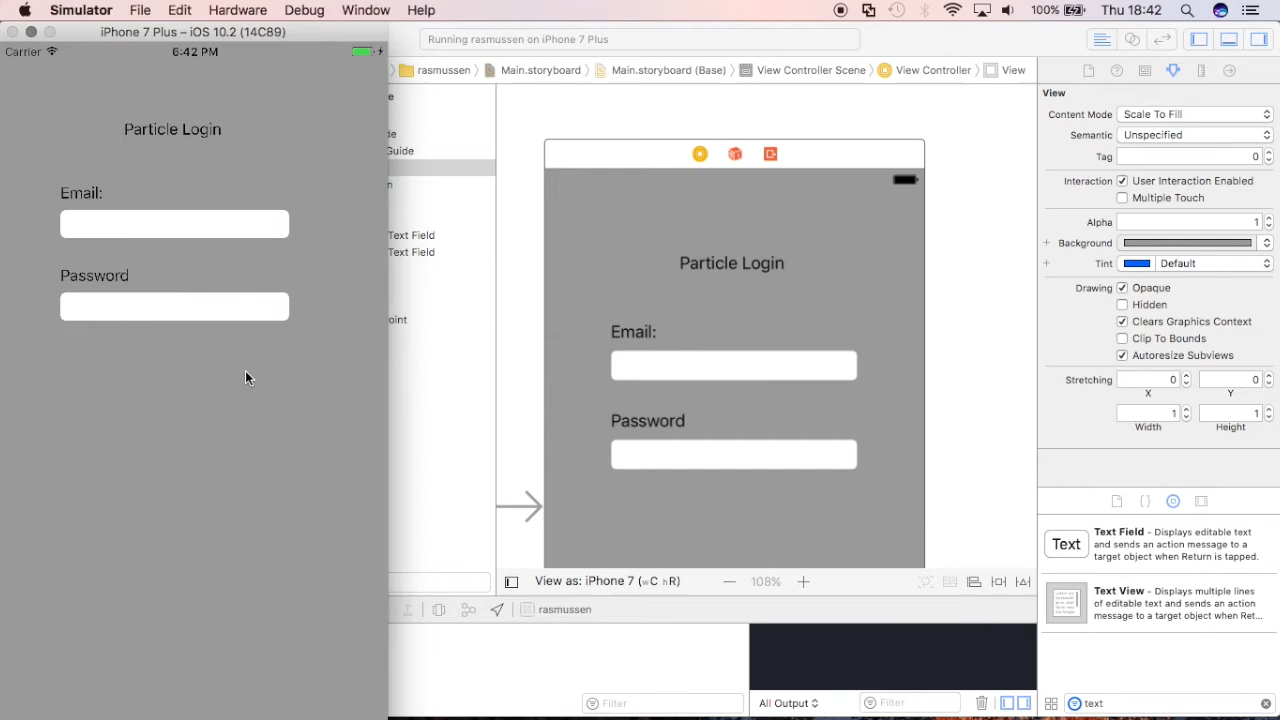 Simulator File Edit Hardware Debug Window Help 100% Thu 18:42
iPhone 7 Plus – iOS 10.2 (14C89)
Running rasmussen on iPhone 7 Plus
Carrier 6:42 PM
rasmussen Main.storyboard Main.storyboard (Base) View Controller Scene View Controller View
Particle Login
Email:
Password
e
de
Guide
n
Text Field
Text Field
oint
Particle Login
Email:
Password
View as: iPhone 7 (wC hR) 108%
rasmussen
Filter
All Output Filter
View
Content Mode Scale To Fill
Semantic Unspecified
Tag 0
Interaction User Interaction Enabled
Multiple Touch
Alpha 1
Background
Tint Default
Drawing Opaque
Hidden
Clears Graphics Context
Clip To Bounds
Autoresize Subviews
Stretching 0 0
X Y
1 1
Width Height
Text
Text Field - Displays editable text
and sends an action message to a
target object when Return is tapped.
Text View - Displays multiple lines
of editable text and sends an action
message to a target object when Ret...
text